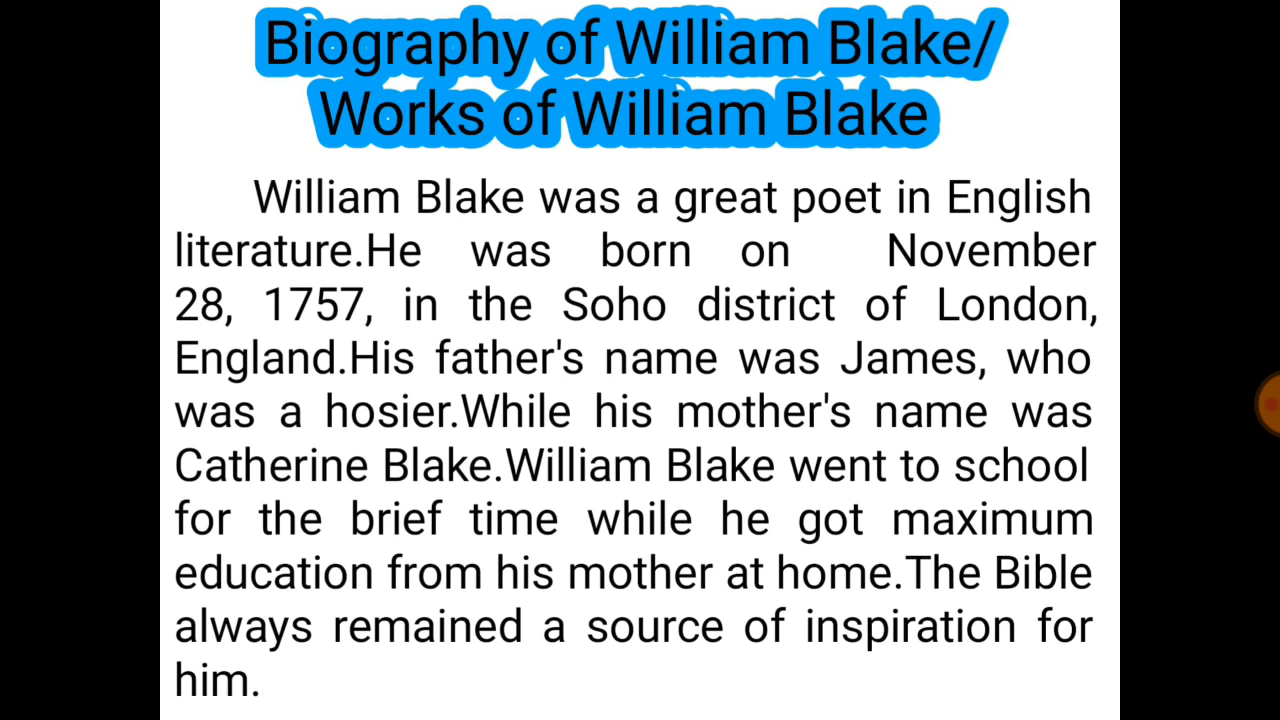 Biography of William Blake/
Works of William Blake
William Blake was a great poet in English
literature.He was born on November
28, 1757, in the Soho district of London,
England.His father's name was James, who
was a hosier.While his mother's name was
Catherine Blake.William Blake went to school
for the brief time while he got maximum
education from his mother at home.The Bible
always remained a source of inspiration for
him.